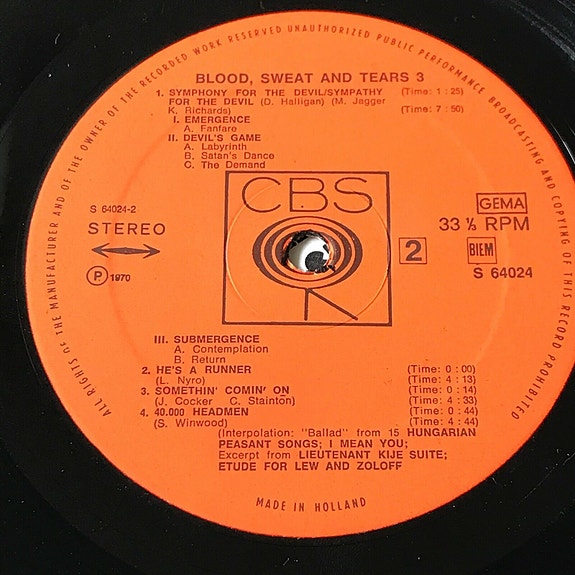 ALL RIGHTS OF THE MANUFACTURER AND OF THE OWNER OF THE RECORDED WORK RESERVED UNAUTHORIZED PUBLIC PERFORMANCE BROADCASTING AND COPYING OF THIS RECORD PROHIBITED
BLOOD, SWEAT AND TEARS 3
1. SYMPHONY FOR THE DEVIL/SYMPATHY (Time: 1:25)
FOR THE DEVIL (D. Halligan) (M. Jagger
K. Richards) (Time: 7:50)
I. EMERGENCE
A. Fanfare
II. DEVIL'S GAME
A. Labyrinth
B. Satan's Dance
C. The Demand
CBS
S 64024-2
STEREO
P 1970
GEMA
33⅓ RPM
2
BIEM
S 64024
III. SUBMERGENCE
A. Contemplation
B. Return
2. HE'S A RUNNER (Time: 0:00)
(L. Nyro) (Time: 4:13)
3. SOMETHIN' COMIN' ON (Time: 0:14)
(J. Cocker C. Stainton) (Time: 4:33)
4. 40.000 HEADMEN (Time: 0:44)
(S. Winwood) (Time: 4:44)
(Interpolation: "Ballad" from 15 HUNGARIAN
PEASANT SONGS; I MEAN YOU;
Excerpt from LIEUTENANT KIJE SUITE;
ETUDE FOR LEW AND ZOLOFF
MADE IN HOLLAND